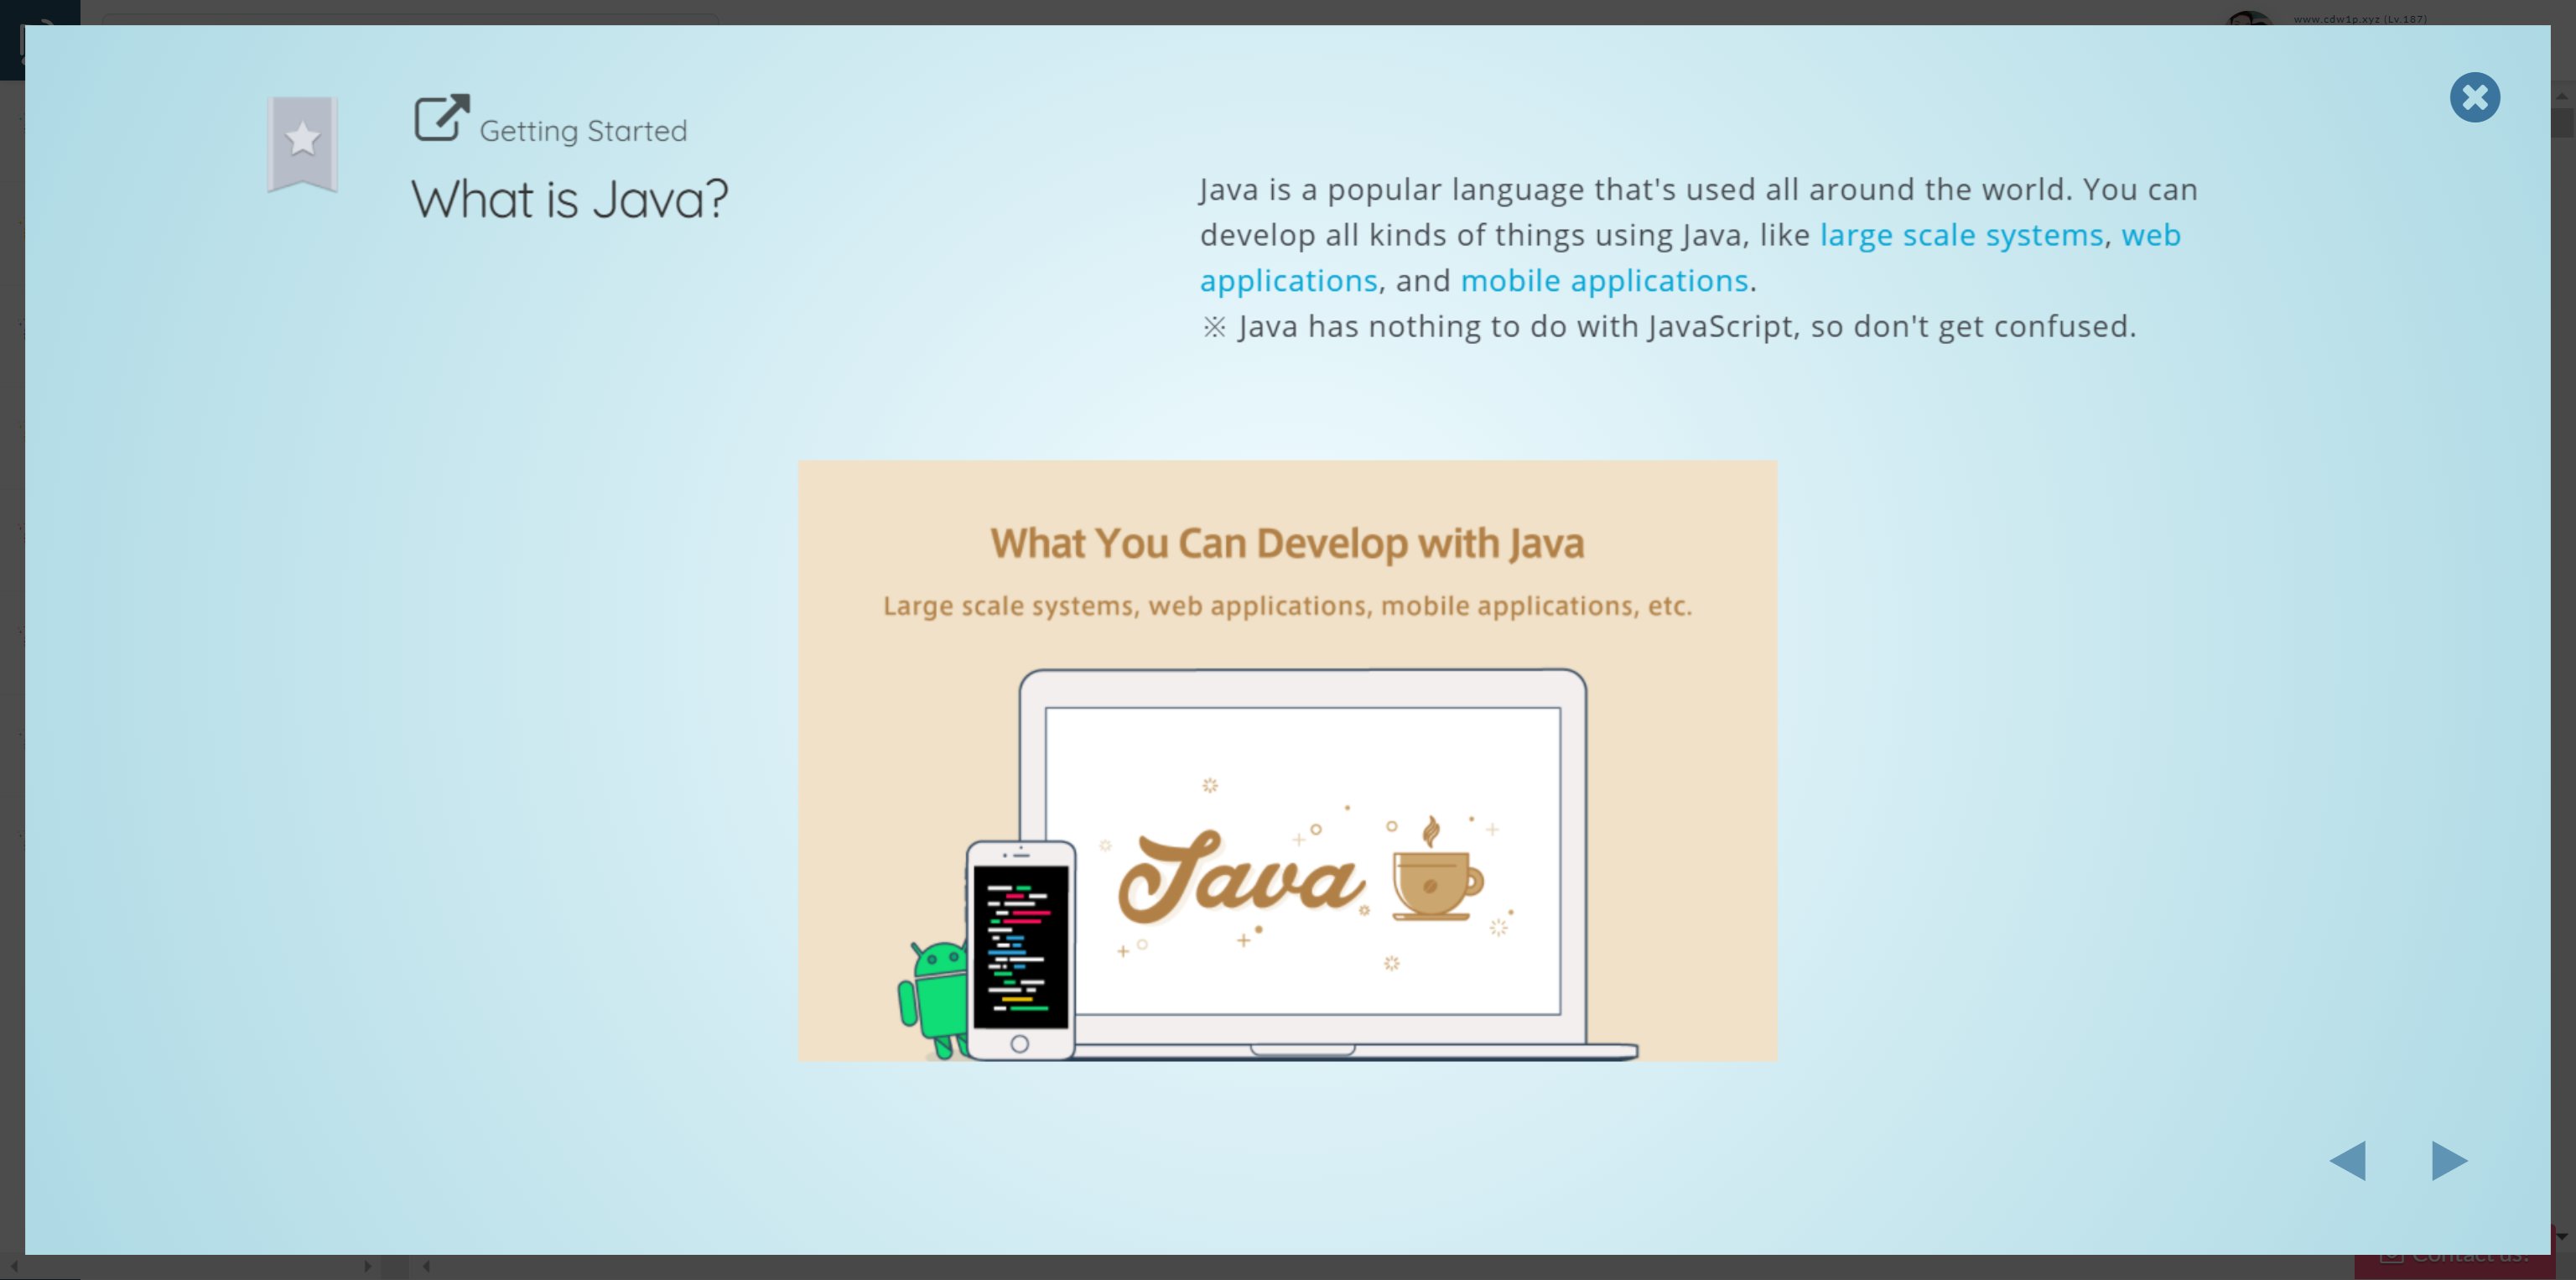 www.cdw1p.xyz (Lv.187)
Getting Started
What is Java?
Java is a popular language that's used all around the world. You can
develop all kinds of things using Java, like large scale systems, web
applications, and mobile applications.
※ Java has nothing to do with JavaScript, so don't get confused.
What You Can Develop with Java
Large scale systems, web applications, mobile applications, etc.
Java
Contact us!